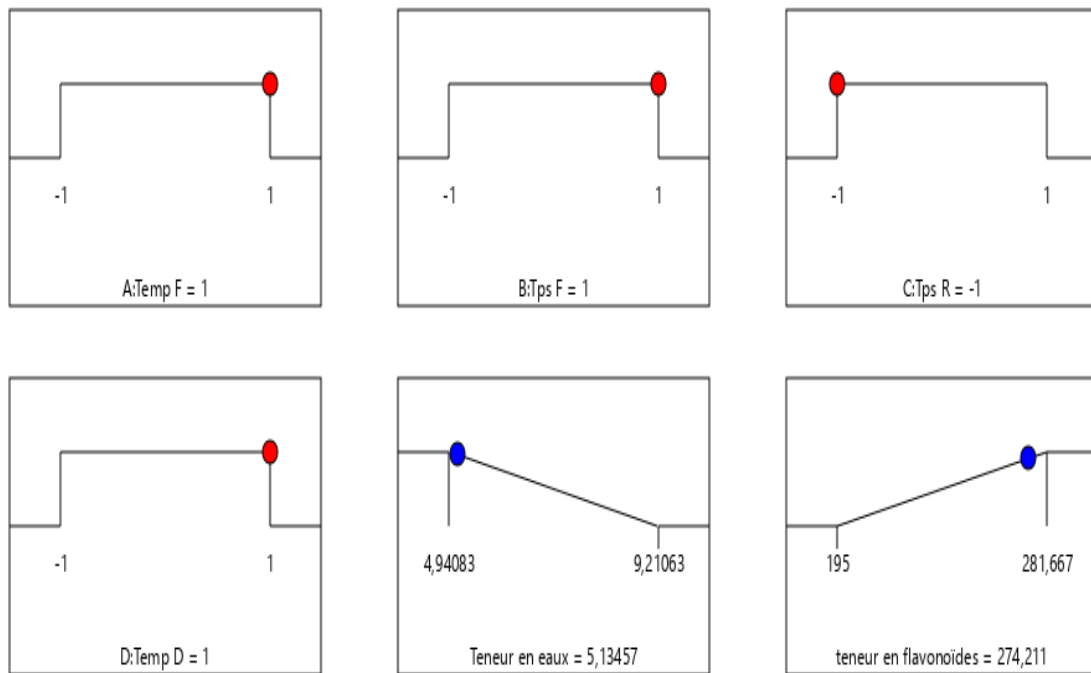 -1 1
A:Temp F = 1
-1 1
B:Tps F = 1
-1 1
C:Tps R = -1
-1 1
D:Temp D = 1
4,94083 9,21063
Teneur en eaux = 5,13457
195 281,667
teneur en flavonoïdes = 274,211